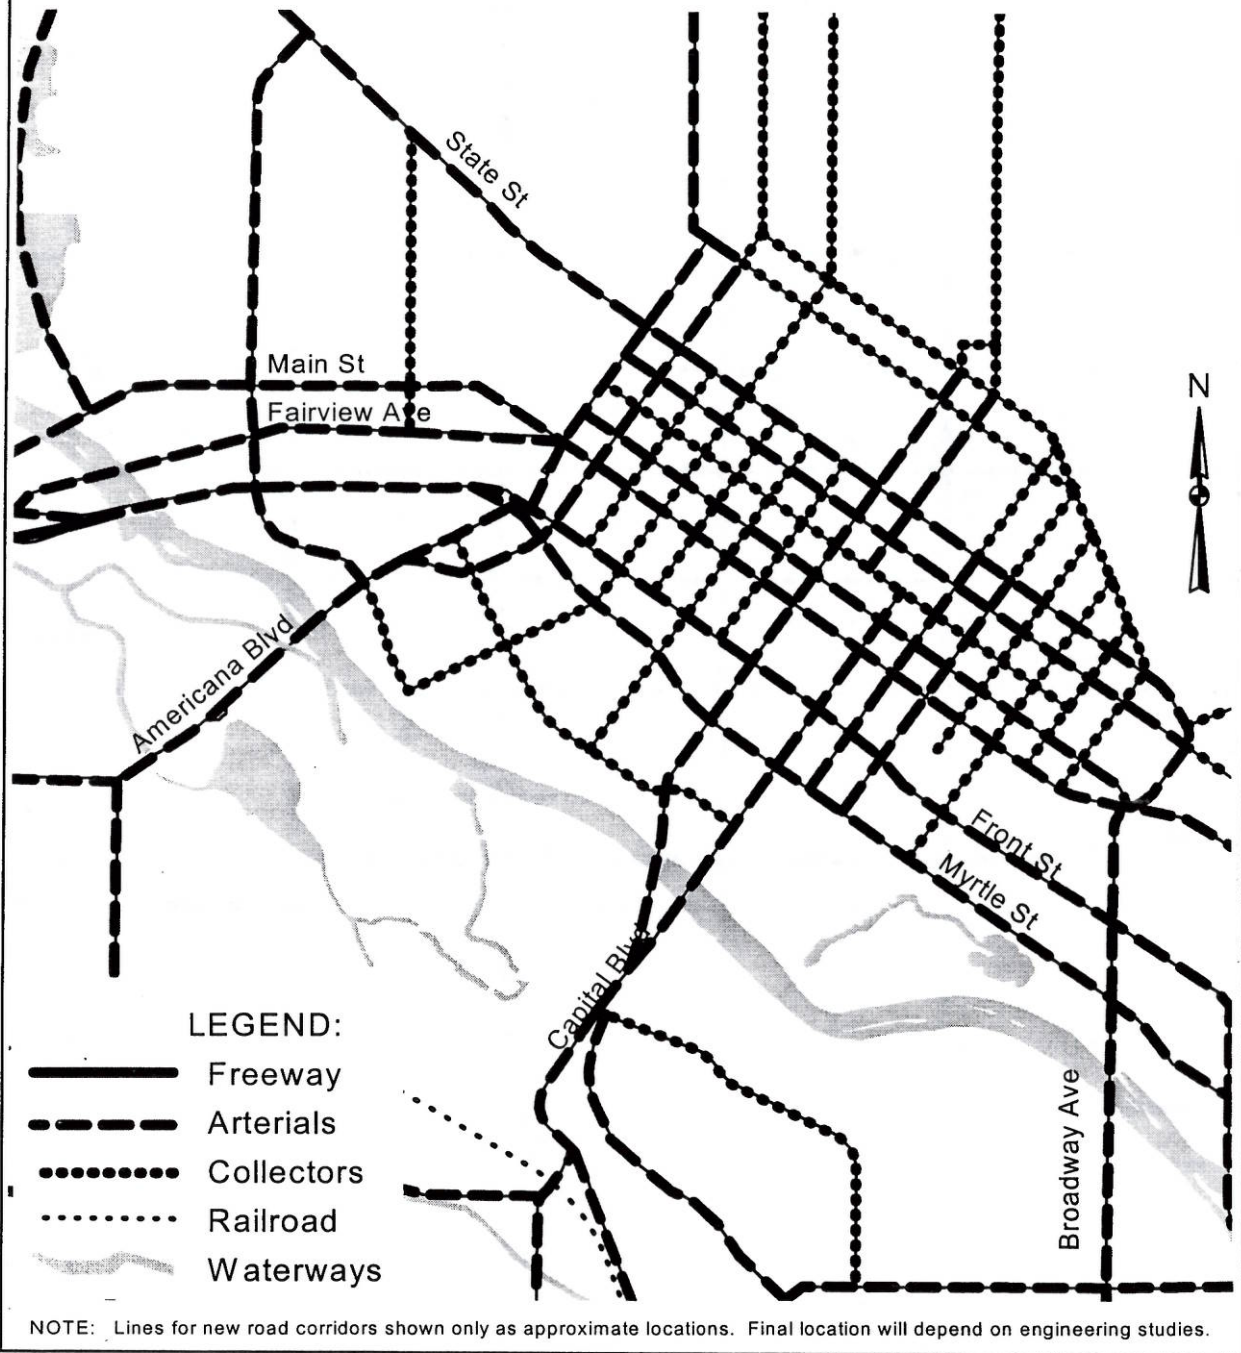 State St
Main St
Fairview Ave
N
Americana Blvd
Front St
Myrtle St
Capital Blvd
Broadway Ave
LEGEND:
Freeway
Arterials
Collectors
Railroad
Waterways
NOTE: Lines for new road corridors shown only as approximate locations. Final location will depend on engineering studies.